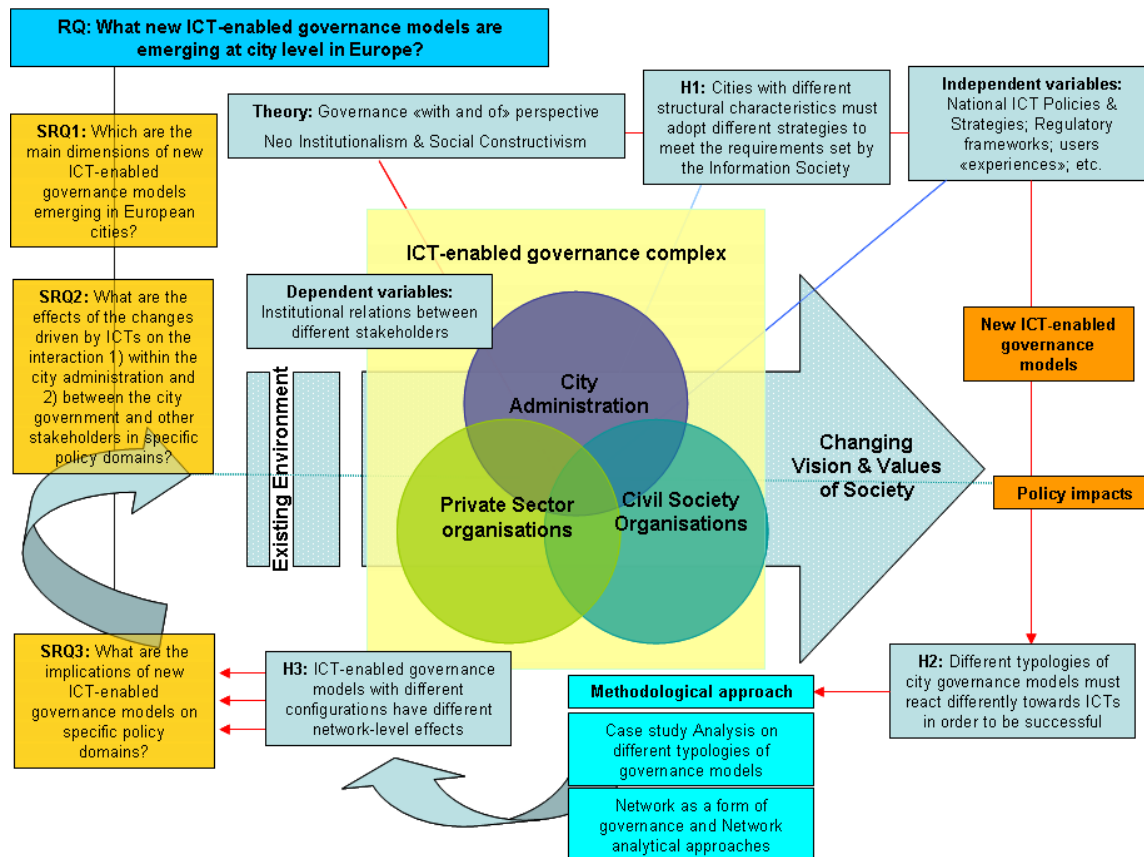 RQ: What new ICT-enabled governance models are
emerging at city level in Europe?
Theory: Governance «with and of» perspective
Neo Institutionalism & Social Constructivism
H1: Cities with different
structural characteristics must
adopt different strategies to
meet the requirements set by
the Information Society
Independent variables:
National ICT Policies &
Strategies; Regulatory
frameworks; users
«experiences»; etc.
SRQ1: Which are the
main dimensions of new
ICT-enabled
governance models
emerging in European
cities?
ICT-enabled governance complex
Dependent variables:
Institutional relations between
different stakeholders
SRQ2: What are the
effects of the changes
driven by ICTs on the
interaction 1) within the
city administration and
2) between the city
government and other
stakeholders in specific
policy domains?
Existing Environment
City
Administration
Private Sector
organisations
Civil Society
Organisations
Changing
Vision & Values
of Society
New ICT-enabled
governance
models
Policy impacts
SRQ3: What are the
implications of new
ICT-enabled
governance models on
specific policy
domains?
H3: ICT-enabled governance
models with different
configurations have different
network-level effects
Methodological approach
Case study Analysis on
different typologies of
governance models
Network as a form of
governance and Network
analytical approaches
H2: Different typologies of
city governance models must
react differently towards ICTs
in order to be successful